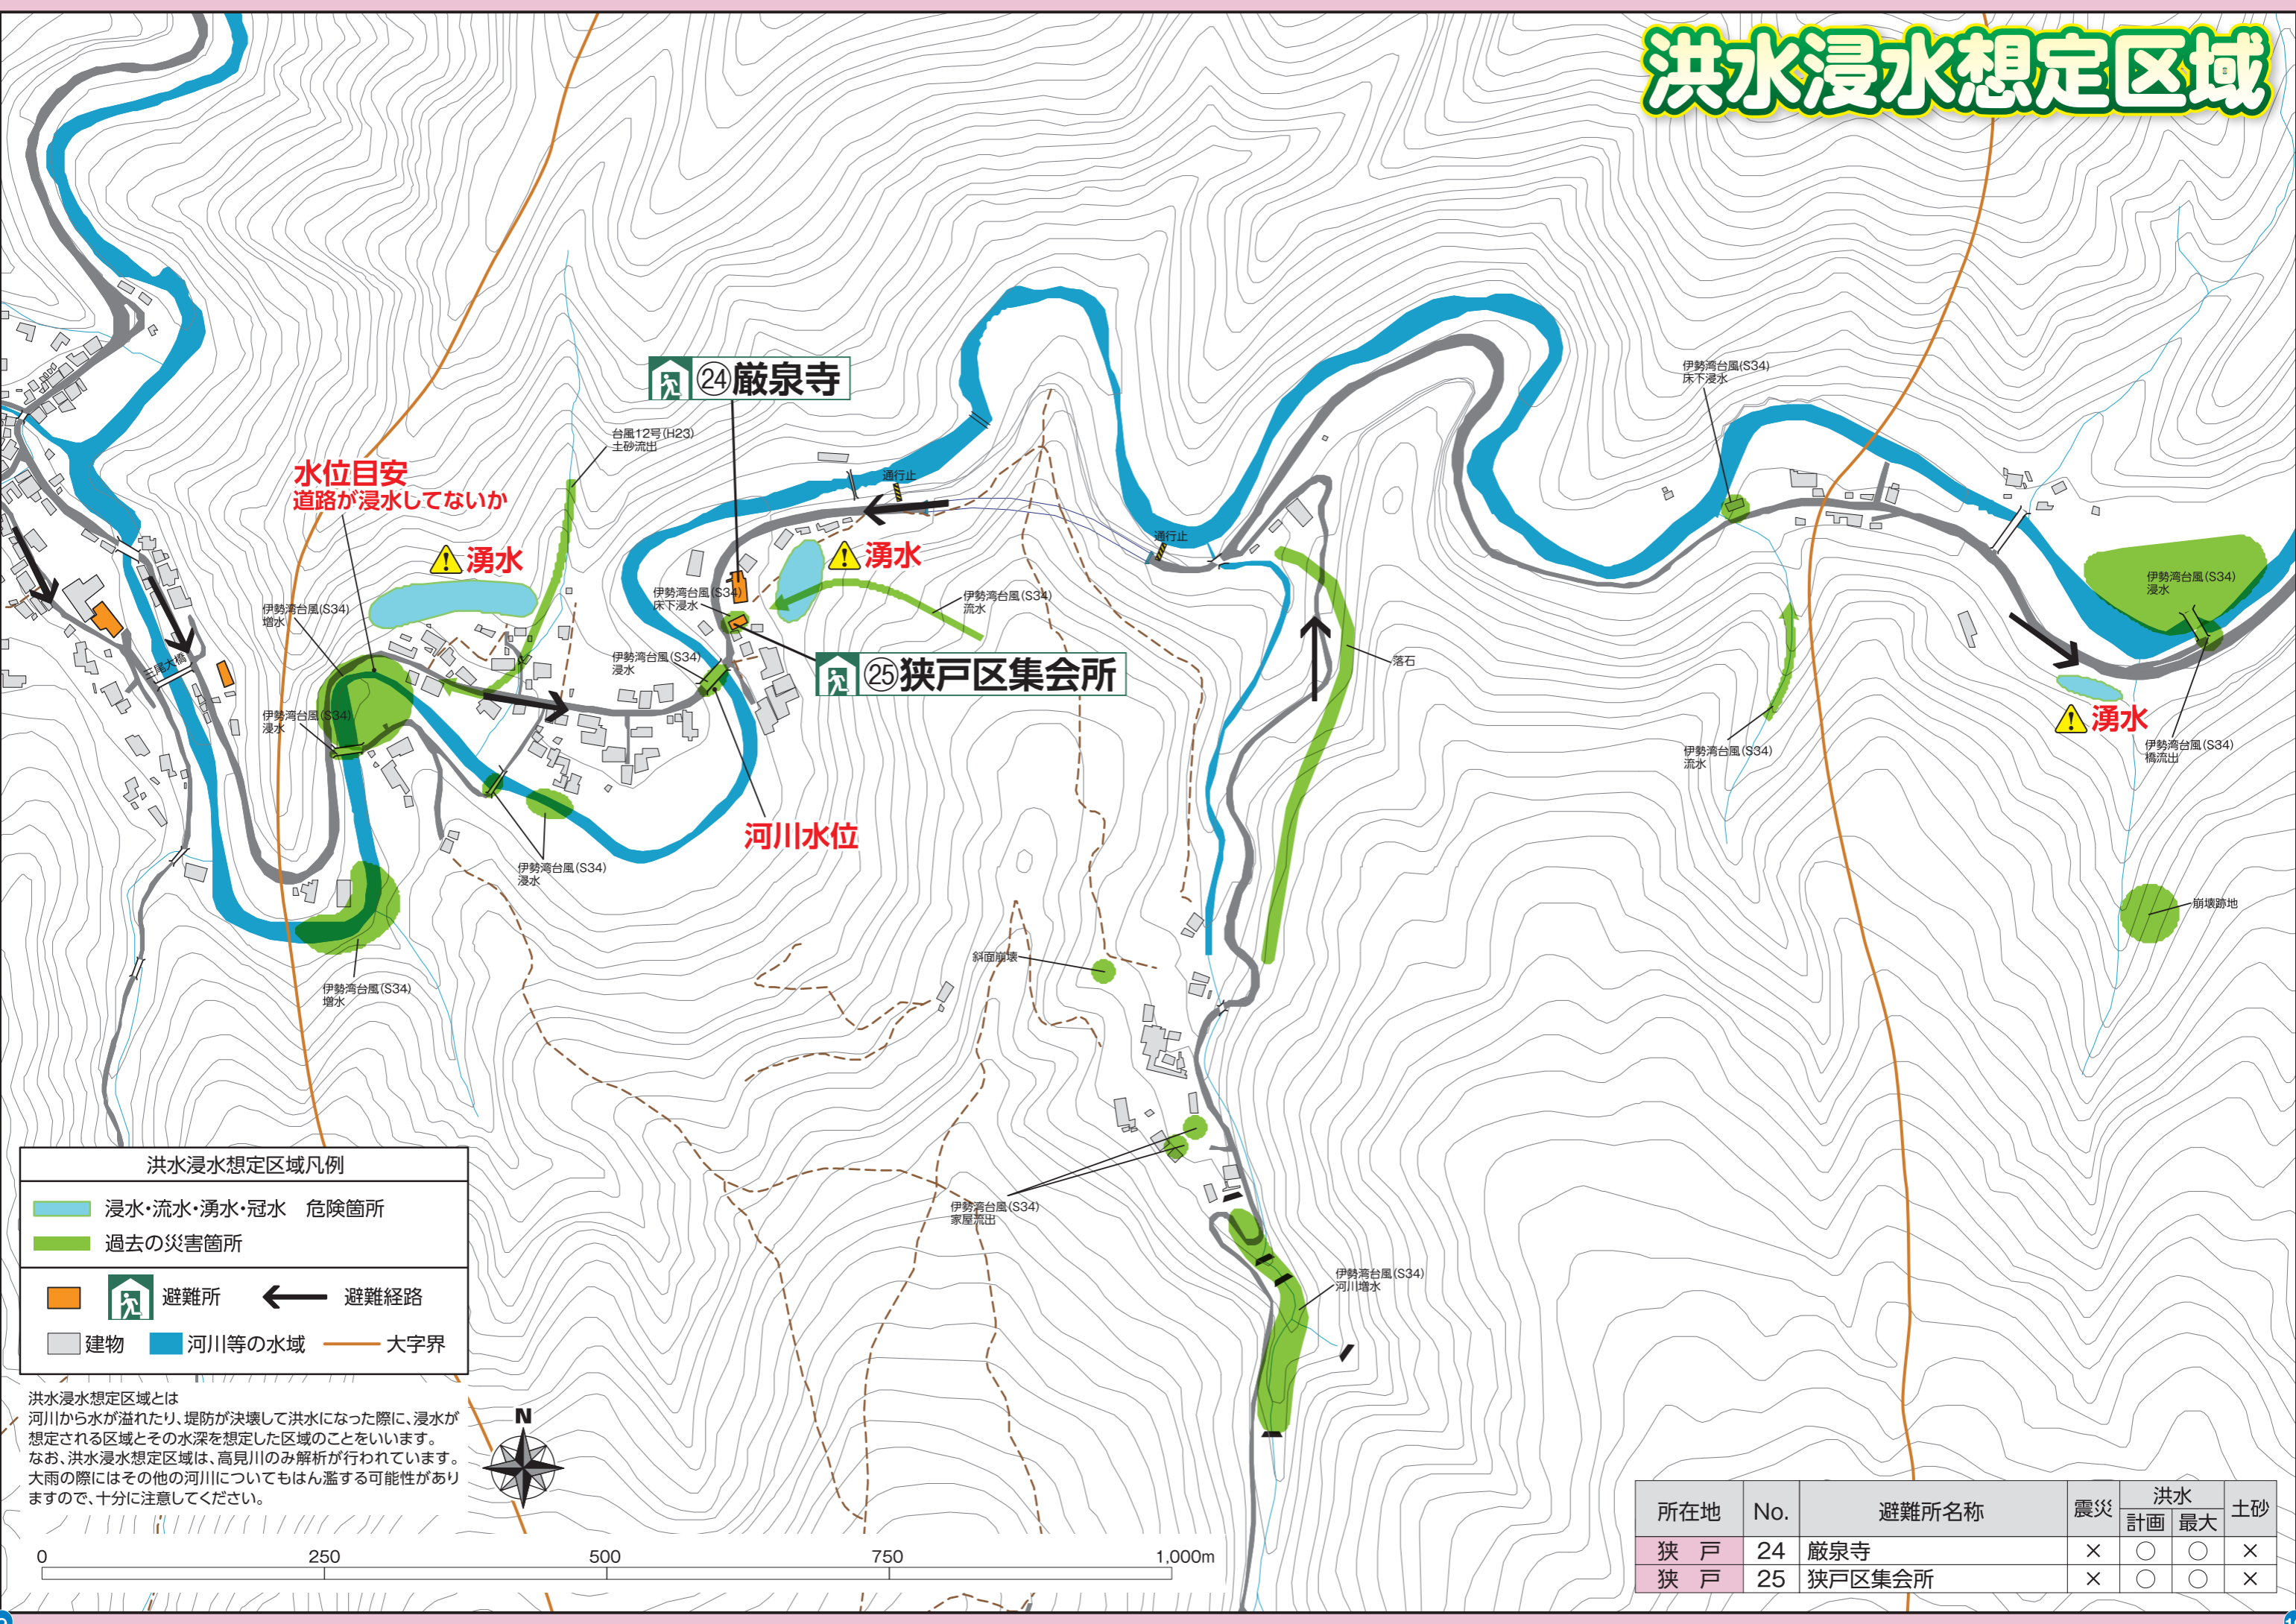 洪水浸水想定区域
㉔厳泉寺
伊勢湾台風(S34)
床下浸水
台風12号(H23)
土砂流出
水位目安
道路が浸水してないか
通行止
通行止
湧水
湧水
伊勢湾台風(S34)
増水
伊勢湾台風(S34)
床下浸水
伊勢湾台風(S34)
流水
伊勢湾台風(S34)
浸水
三尾大橋
伊勢湾台風(S34)
浸水
㉕狭戸区集会所
落石
伊勢湾台風(S34)
浸水
湧水
伊勢湾台風(S34)
流水
伊勢湾台風(S34)
橋流出
河川水位
伊勢湾台風(S34)
浸水
崩壊跡地
斜面崩壊
伊勢湾台風(S34)
増水
伊勢湾台風(S34)
家屋流出
伊勢湾台風(S34)
河川増水
洪水浸水想定区域凡例
浸水・流水・湧水・冠水　危険箇所
過去の災害箇所
避難所
避難経路
建物
河川等の水域
大字界
洪水浸水想定区域とは
河川から水が溢れたり、堤防が決壊して洪水になった際に、浸水が
想定される区域とその水深を想定した区域のことをいいます。
なお、洪水浸水想定区域は、高見川のみ解析が行われています。
大雨の際にはその他の河川についてもはん濫する可能性があり
ますので、十分に注意してください。
N
0 250 500 750 1,000m
所在地 No. 避難所名称 震災 洪水 土砂
計画 最大
狭　戸 24 厳泉寺 × ○ ○ ×
狭　戸 25 狭戸区集会所 × ○ ○ ×